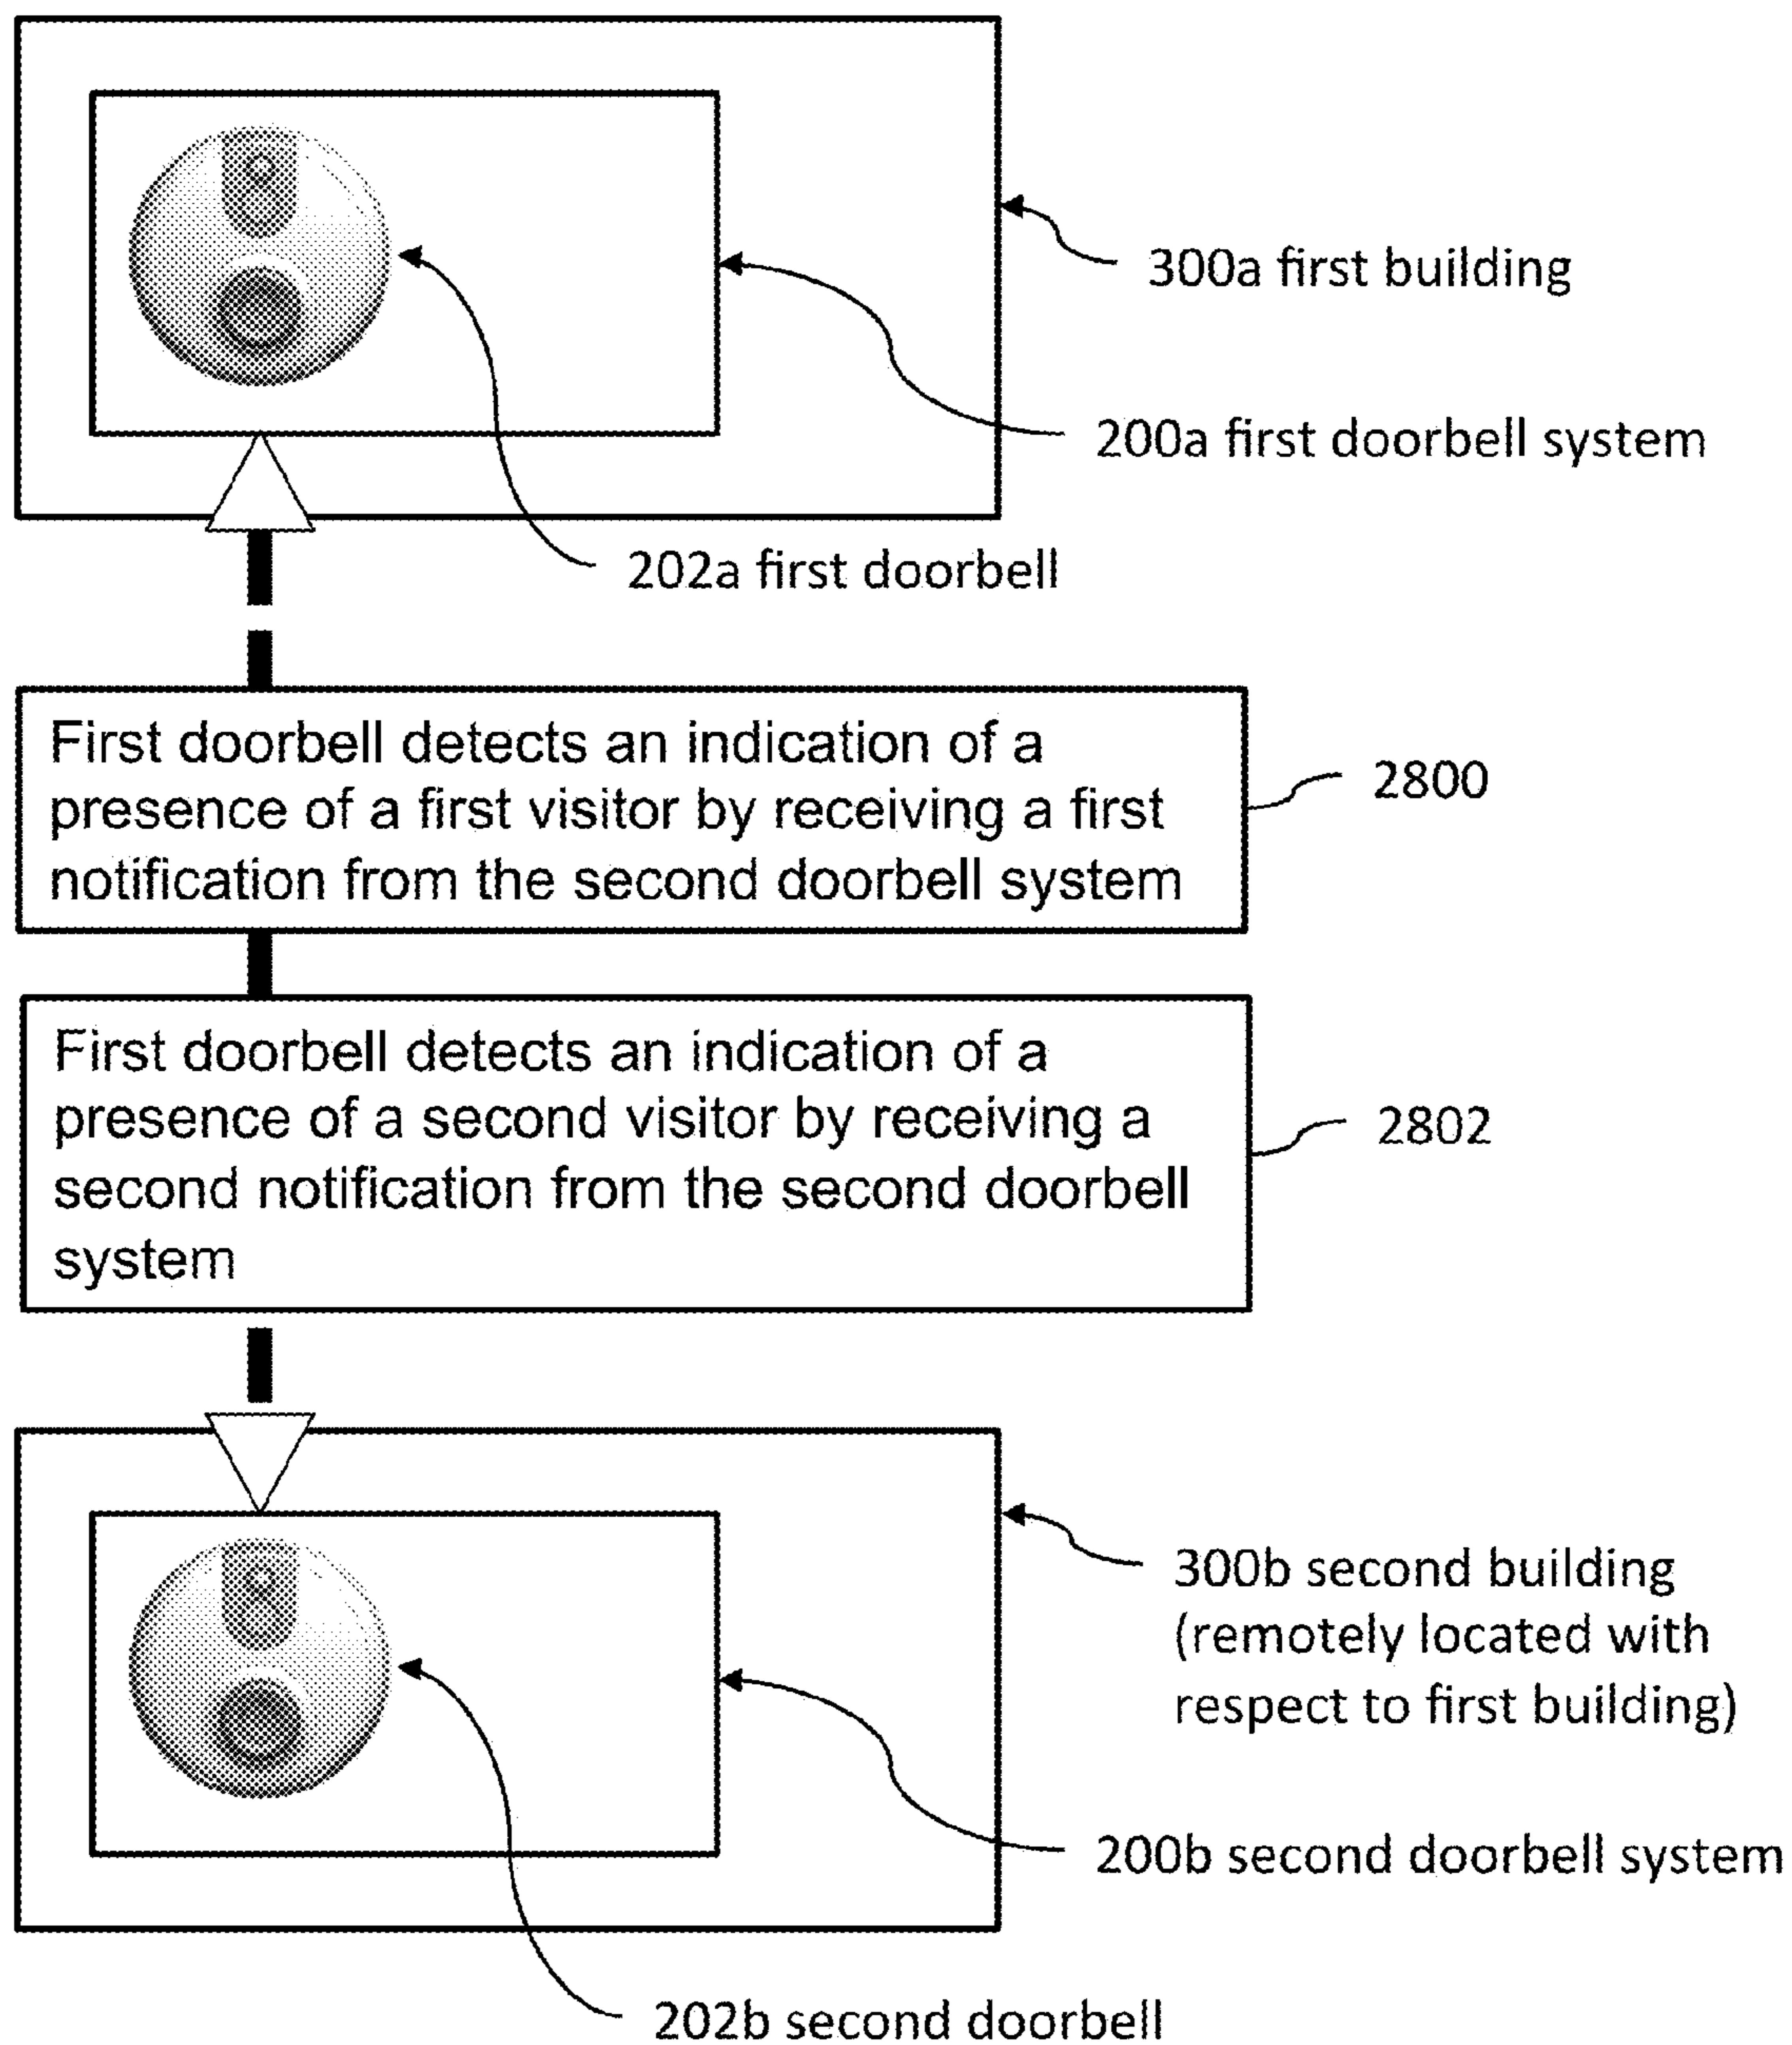 300a first building
200a first doorbell system
202a first doorbell
First doorbell detects an indication of a
presence of a first visitor by receiving a first
notification from the second doorbell system
2800
First doorbell detects an indication of a
presence of a second visitor by receiving a
second notification from the second doorbell
system
2802
300b second building
(remotely located with
respect to first building)
200b second doorbell system
202b second doorbell